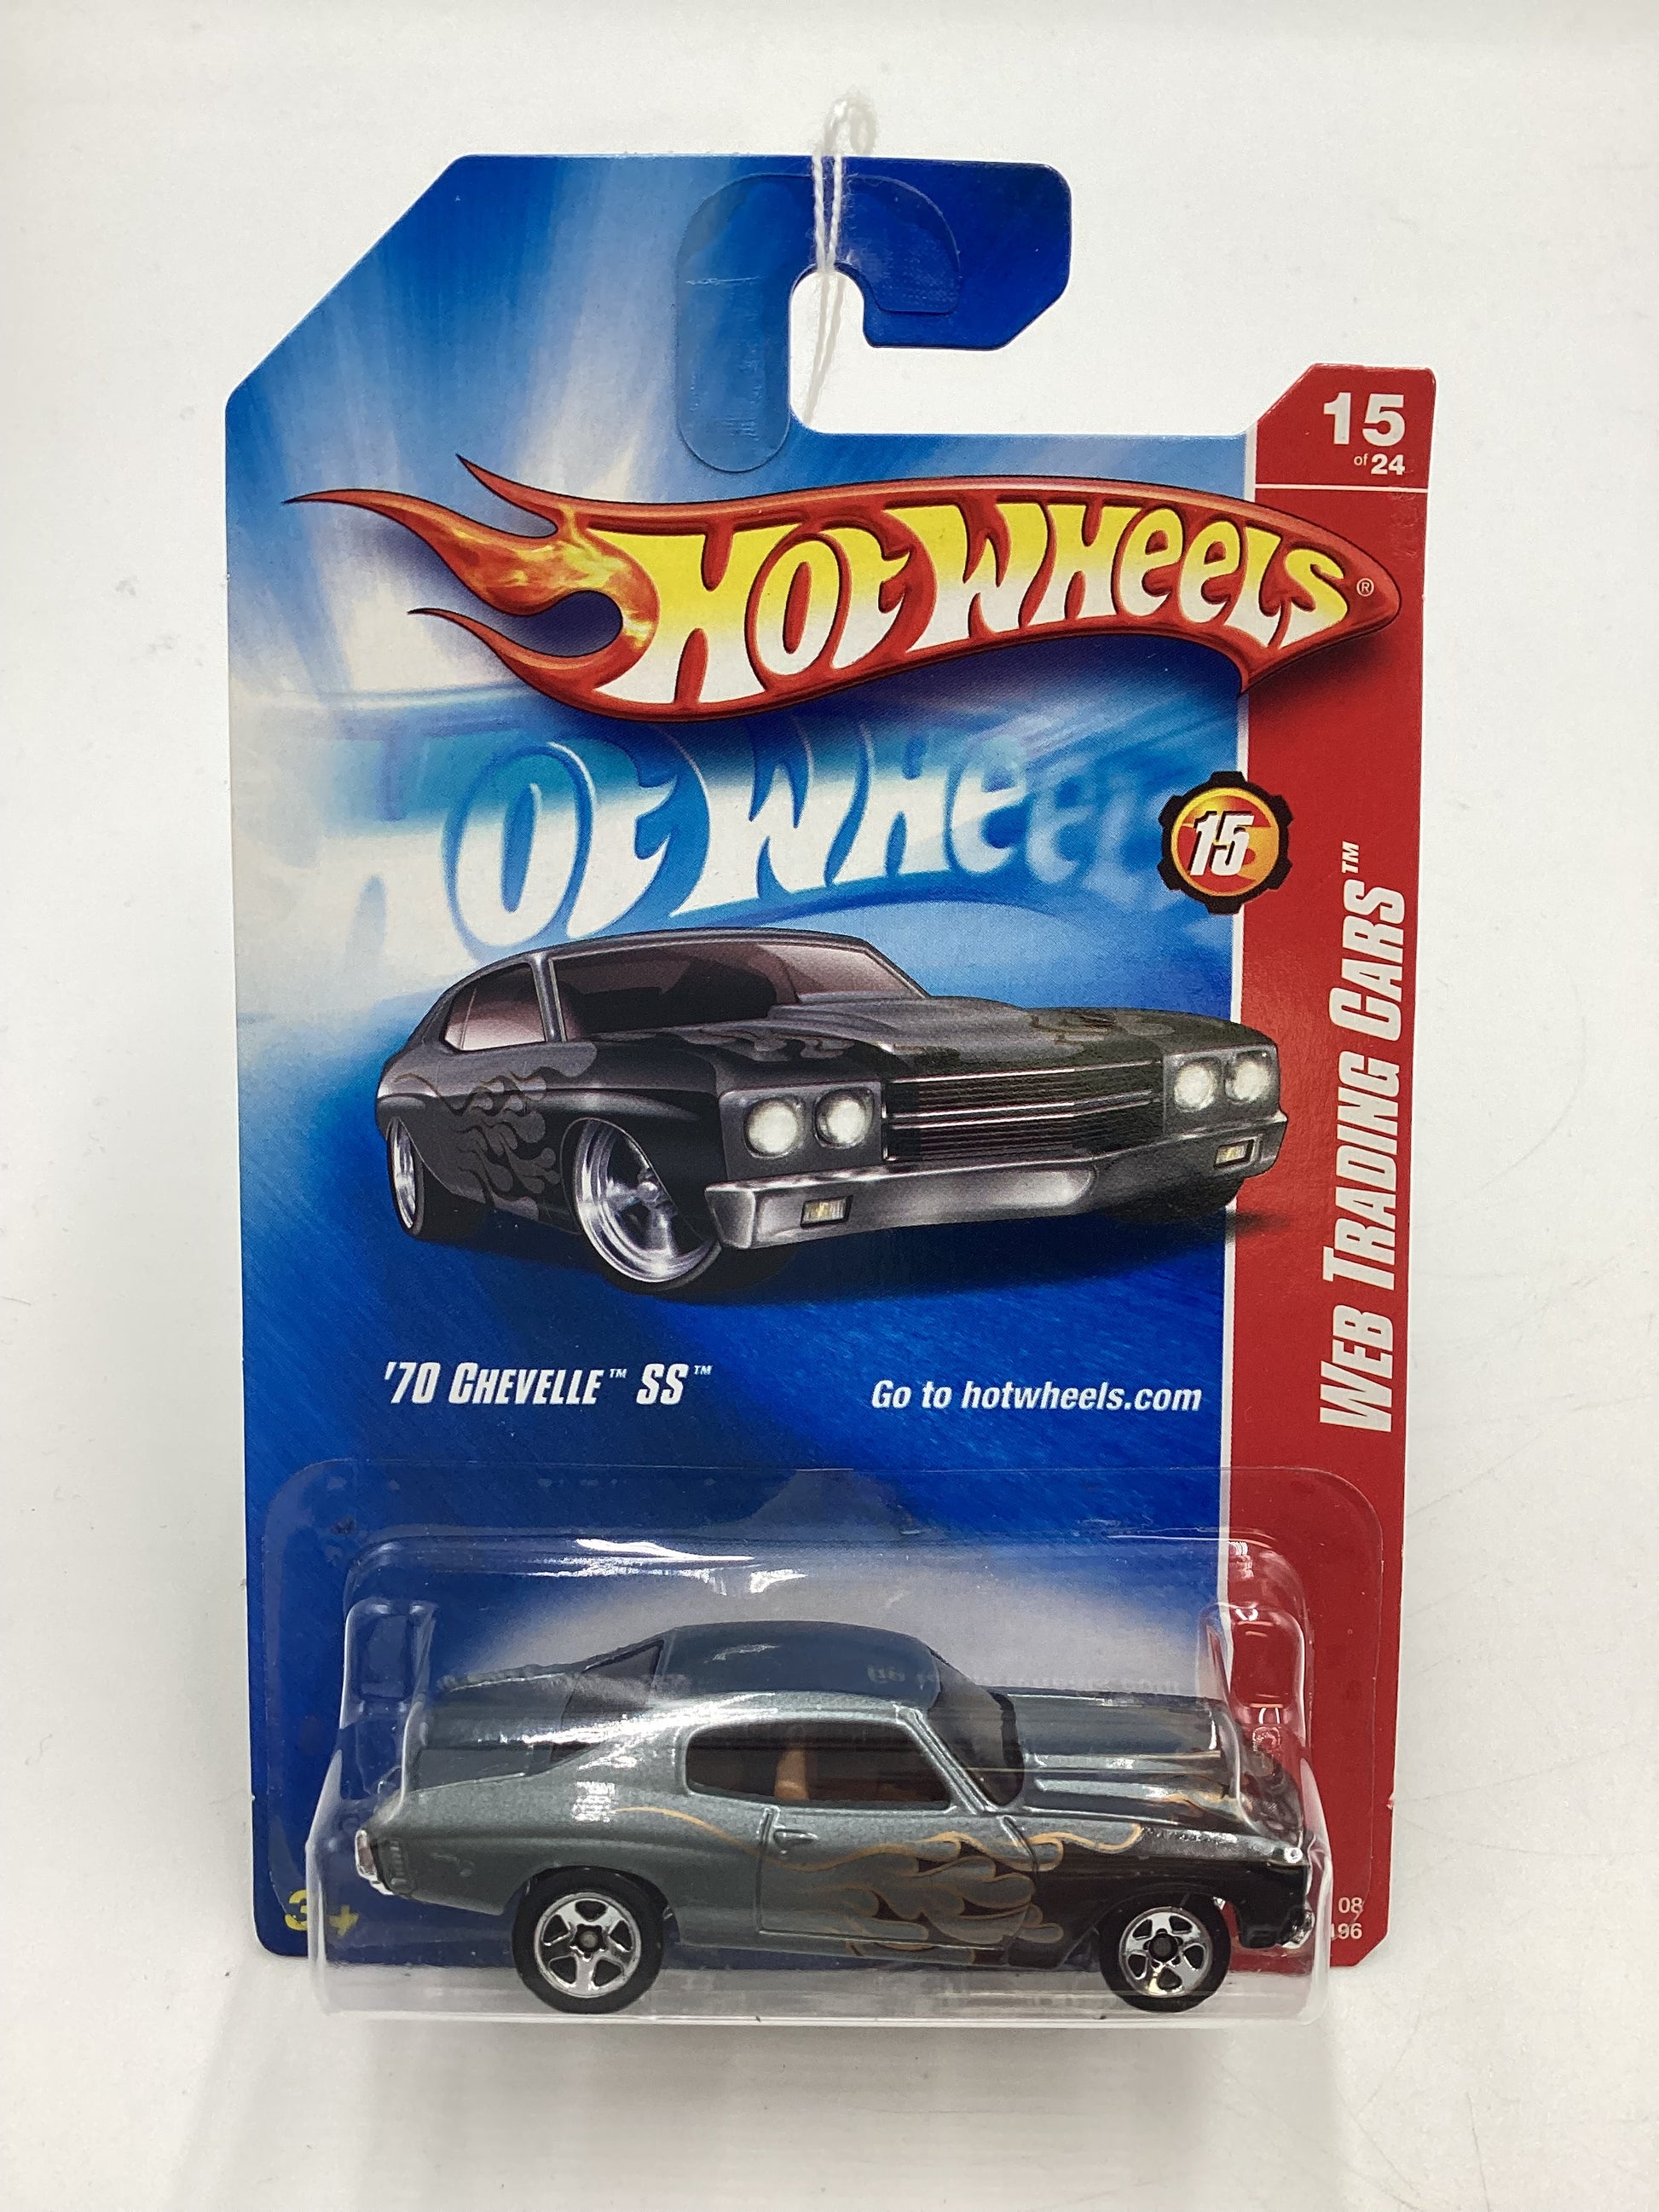 15
of 24
HOT WHEELS®
HOT WHEEL
15
WEB TRADING CARS™
'70 CHEVELLE™ SS™
Go to hotwheels.com
3+
08
196